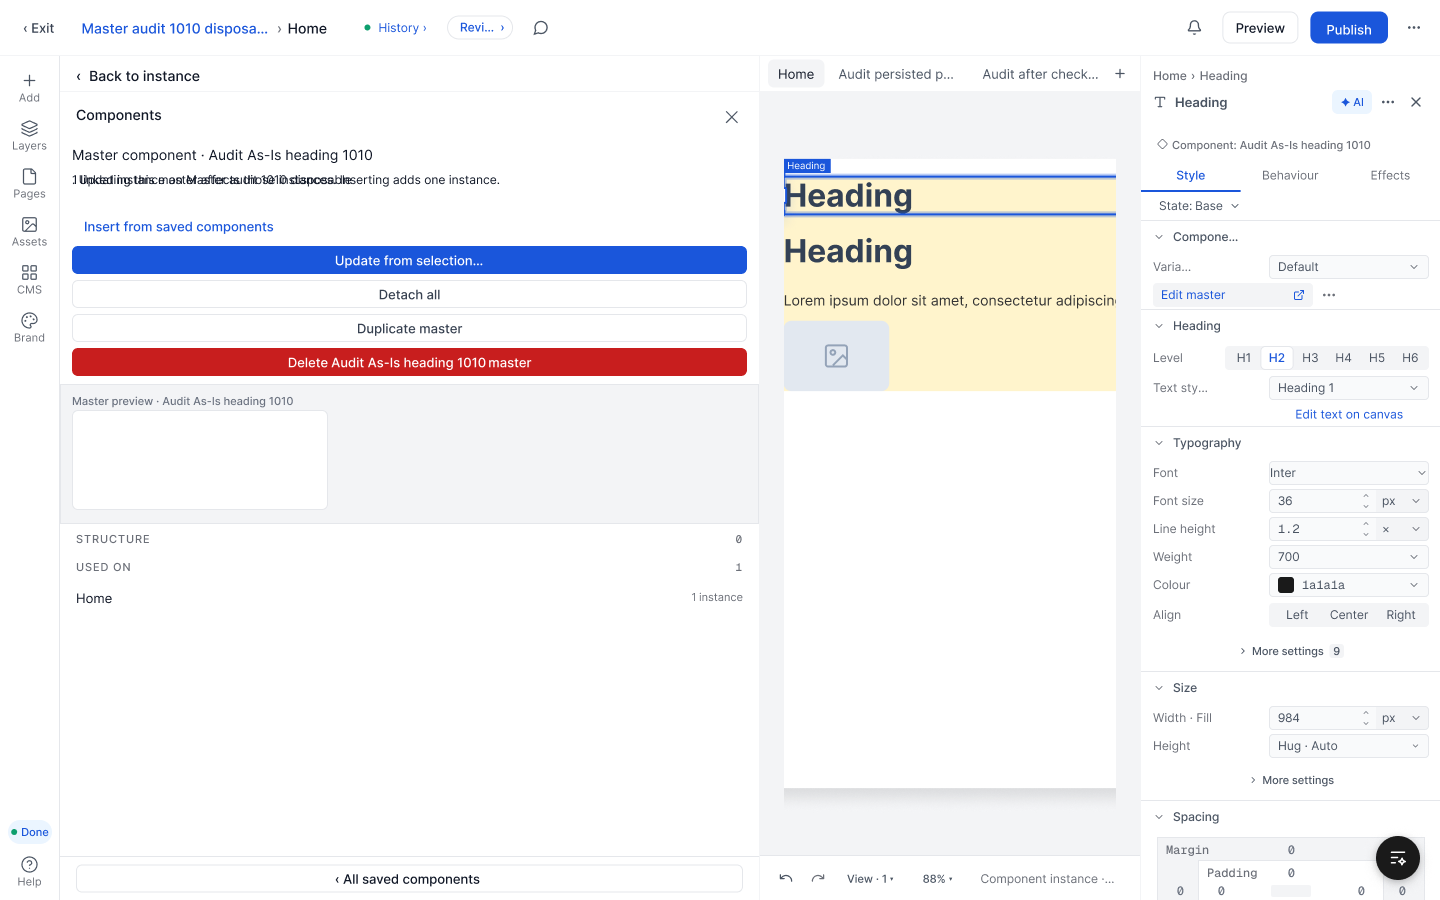 ‹ Exit
Master audit 1010 disposa... › Home
History ›
Revi... ›
Preview
Publish
Add
Layers
Pages
Assets
CMS
Brand
Done
Help
‹ Back to instance
Components
Master component · Audit As-Is heading 1010
inserting adds one instance.
Insert from saved components
Update from selection...
Detach all
Duplicate master
Delete Audit As-Is heading 1010 master
Master preview · Audit As-Is heading 1010
STRUCTURE 0
USED ON 1
Home 1 instance
‹ All saved components
Home
Audit persisted p...
Audit after check...
Heading
Heading
Heading
Lorem ipsum dolor sit amet, consectetur adipiscin
View · 1
88%
Component instance ·...
Home › Heading
Heading
AI
Component: Audit As-Is heading 1010
Style Behaviour Effects
State: Base
Compone...
Varia... Default
Edit master
Heading
Level H1 H2 H3 H4 H5 H6
Text sty... Heading 1
Edit text on canvas
Typography
Font Inter
Font size 36 px
Line height 1.2 ×
Weight 700
Colour 1a1a1a
Align Left Center Right
More settings 9
Size
Width · Fill 984 px
Height Hug · Auto
More settings
Spacing
Margin 0
Padding 0
0 0 0 0